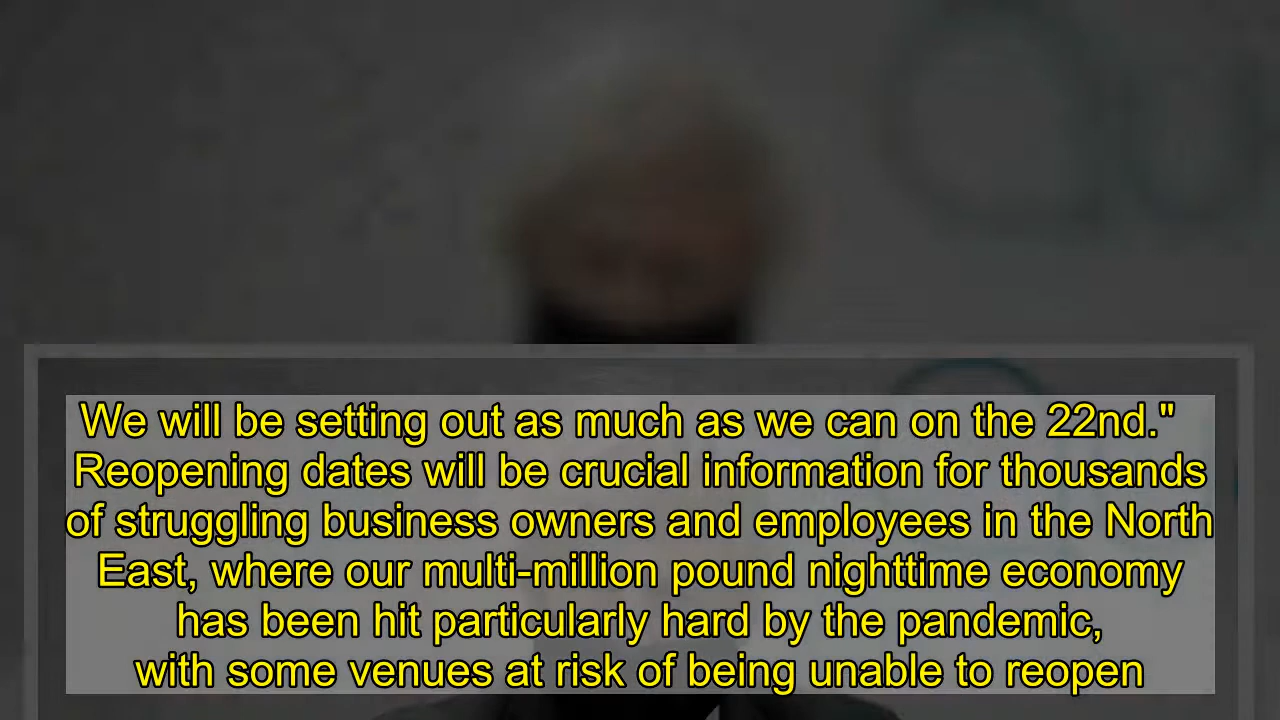 We will be setting out as much as we can on the 22nd."
Reopening dates will be crucial information for thousands
of struggling business owners and employees in the North
East, where our multi-million pound nighttime economy
has been hit particularly hard by the pandemic,
with some venues at risk of being unable to reopen